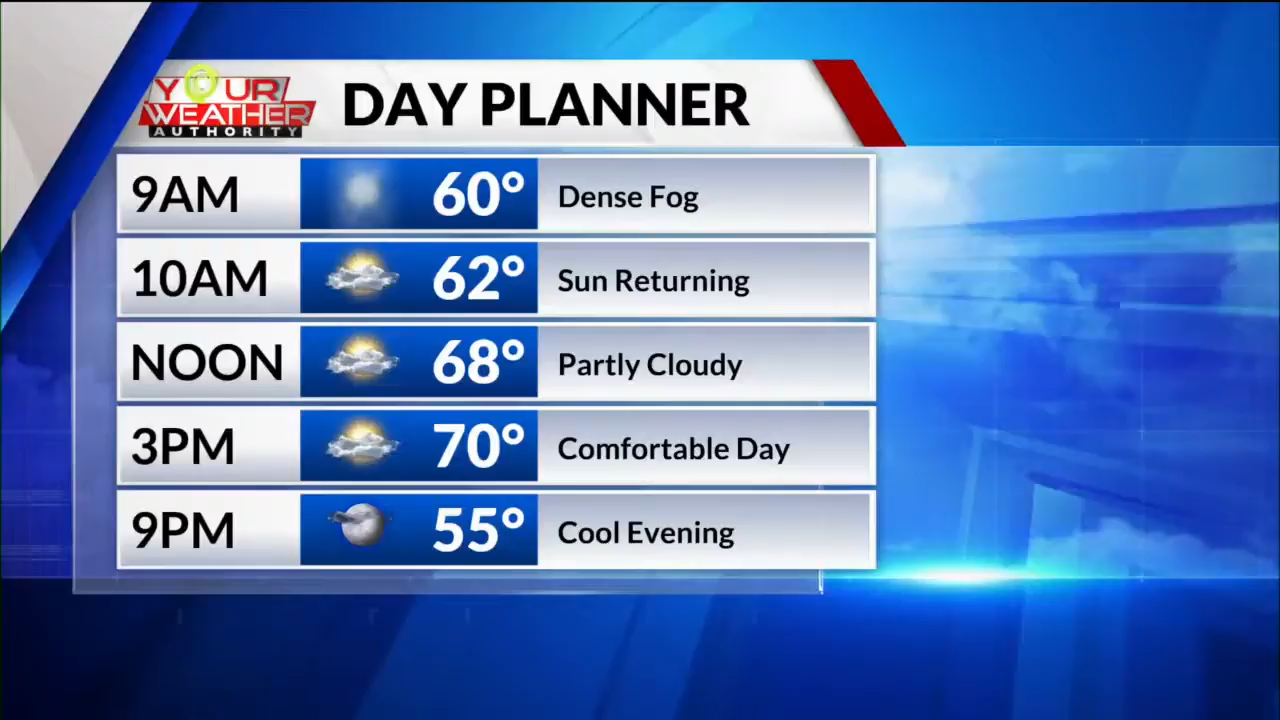 YOUR
WEATHER
AUTHORITY
DAY PLANNER
9AM 60° Dense Fog
10AM 62° Sun Returning
NOON 68° Partly Cloudy
3PM 70° Comfortable Day
9PM 55° Cool Evening